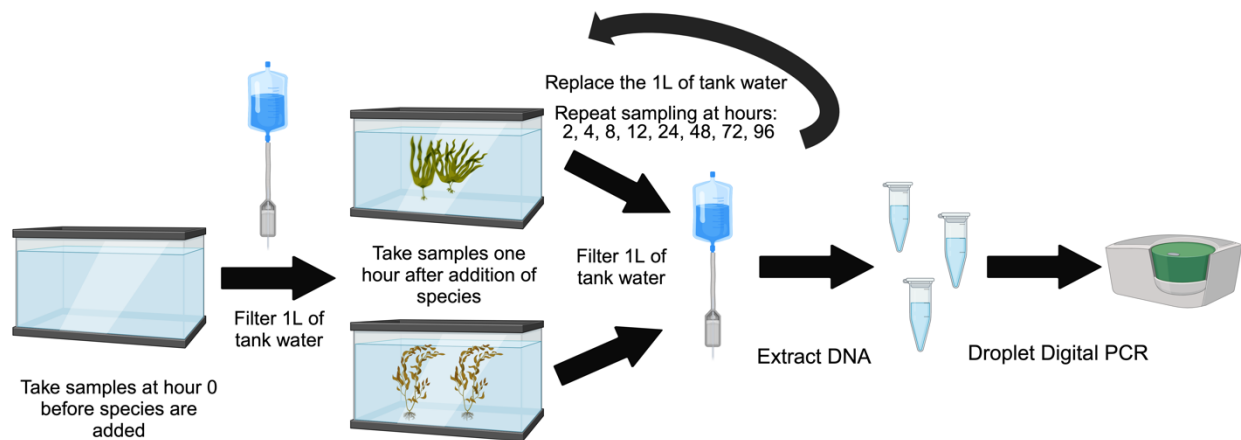 Take samples at hour 0
before species are
added
Filter 1L of
tank water
Take samples one
hour after addition of
species
Replace the 1L of tank water
Repeat sampling at hours:
2, 4, 8, 12, 24, 48, 72, 96
Filter 1L of
tank water
Extract DNA
Droplet Digital PCR